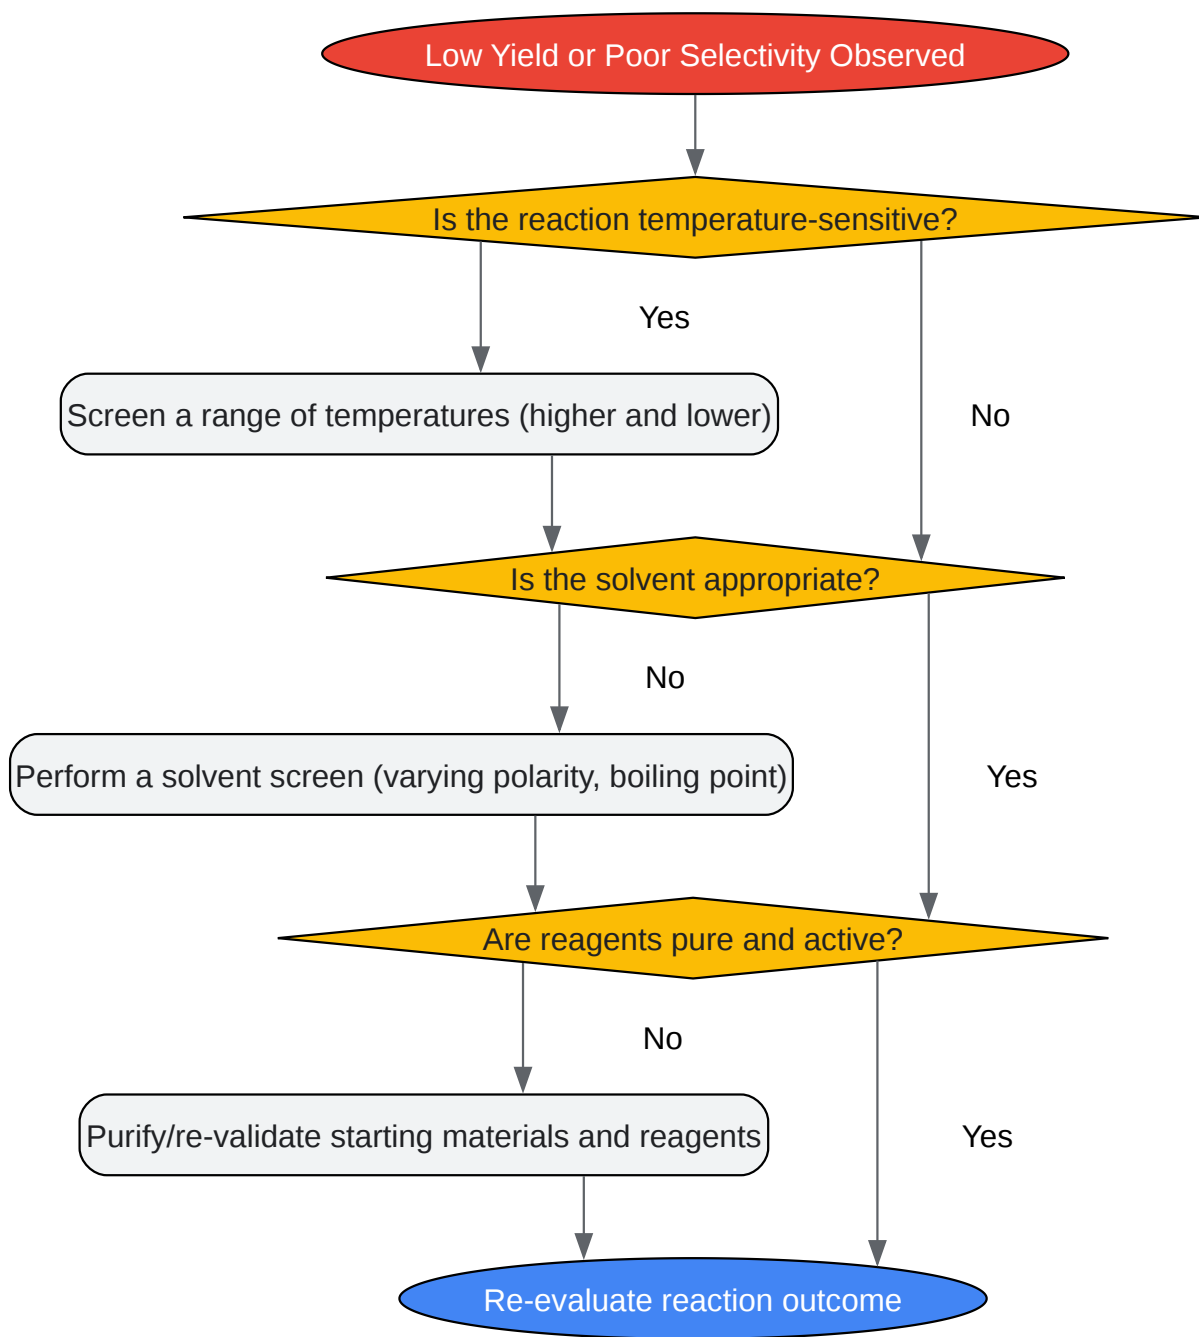 Low Yield or Poor Selectivity Observed
Is the reaction temperature-sensitive?
Yes
Screen a range of temperatures (higher and lower)
No
Is the solvent appropriate?
No
Perform a solvent screen (varying polarity, boiling point)
Yes
Are reagents pure and active?
No
Purify/re-validate starting materials and reagents
Yes
Re-evaluate reaction outcome